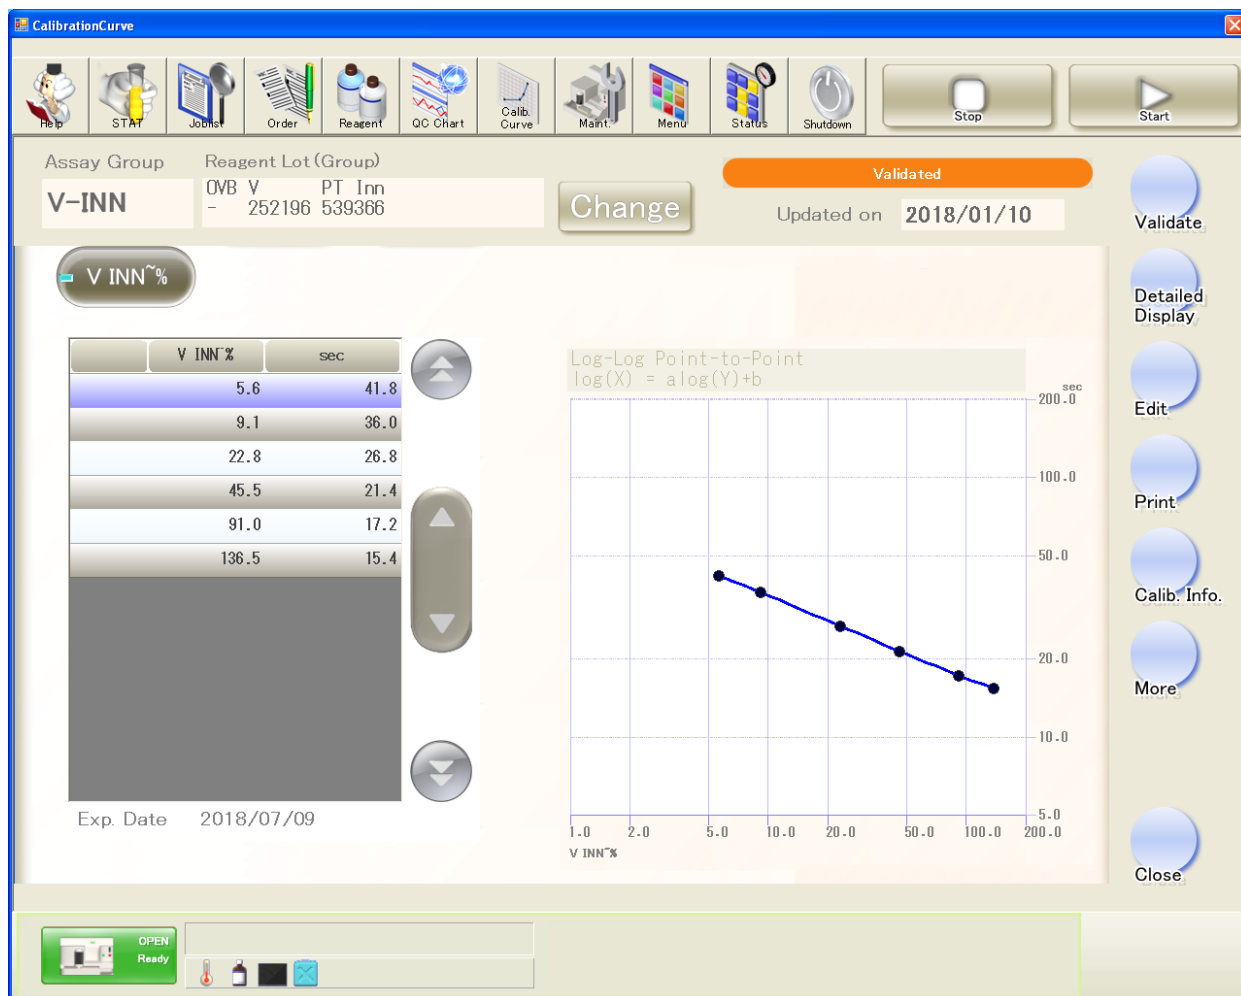 CalibrationCurve
Help
STAT
Joblist
Order
Reagent
QC Chart
Calib.
Curve
Maint.
Menu
Status
Shutdown
Stop
Start
Assay Group
Reagent Lot (Group)
V-INN
OVB V PT Inn
- 252196 539366
Change
Validated
Updated on 2018/01/10
V INN~%
V INN~% sec
5.6 41.8
9.1 36.0
22.8 26.8
45.5 21.4
91.0 17.2
136.5 15.4
Exp. Date 2018/07/09
Log-Log Point-to-Point
log(X) = alog(Y)+b
sec
200.0
100.0
50.0
20.0
10.0
5.0
1.0 2.0 5.0 10.0 20.0 50.0 100.0 200.0
V INN~%
Validate
Detailed
Display
Edit
Print
Calib. Info.
More
Close
OPEN
Ready